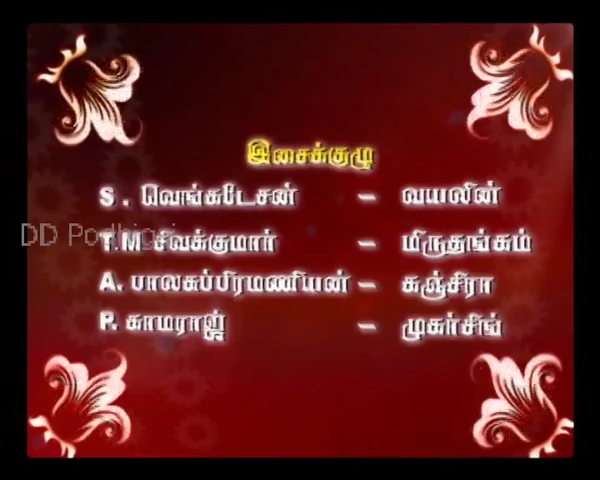 இசைக்குழு
S . வெங்கடேசன் – வயலின்
DD Podhigai
T.M சிவக்குமார் – மிருதங்கம்
A. பாலசுப்பிரமணியன் – கஞ்சிரா
P. காமராஜ் – முகர்சிங்